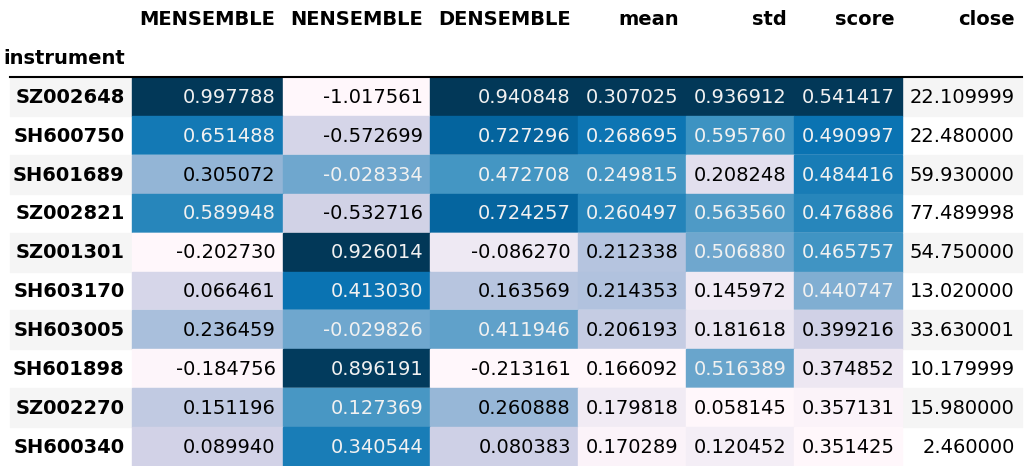 MENSEMBLE NENSEMBLE DENSEMBLE mean std score close
instrument
SZ002648 0.997788 -1.017561 0.940848 0.307025 0.936912 0.541417 22.109999
SH600750 0.651488 -0.572699 0.727296 0.268695 0.595760 0.490997 22.480000
SH601689 0.305072 -0.028334 0.472708 0.249815 0.208248 0.484416 59.930000
SZ002821 0.589948 -0.532716 0.724257 0.260497 0.563560 0.476886 77.489998
SZ001301 -0.202730 0.926014 -0.086270 0.212338 0.506880 0.465757 54.750000
SH603170 0.066461 0.413030 0.163569 0.214353 0.145972 0.440747 13.020000
SH603005 0.236459 -0.029826 0.411946 0.206193 0.181618 0.399216 33.630001
SH601898 -0.184756 0.896191 -0.213161 0.166092 0.516389 0.374852 10.179999
SZ002270 0.151196 0.127369 0.260888 0.179818 0.058145 0.357131 15.980000
SH600340 0.089940 0.340544 0.080383 0.170289 0.120452 0.351425 2.460000